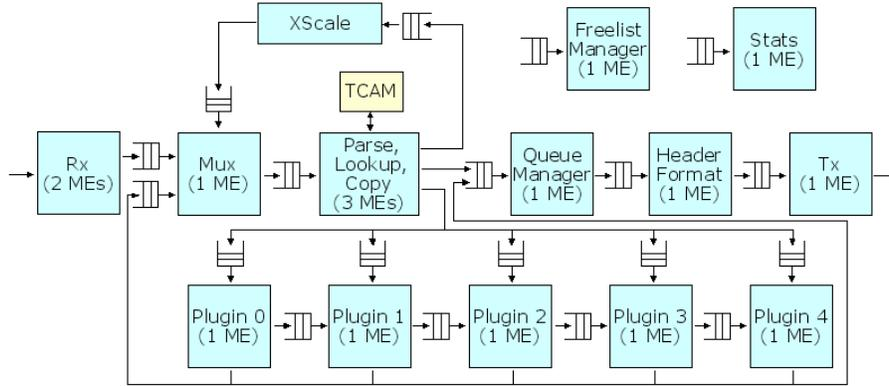 XScale
Freelist
Manager
(1 ME)
Stats
(1 ME)
TCAM
Rx
(2 MEs)
Mux
(1 ME)
Parse,
Lookup,
Copy
(3 MEs)
Queue
Manager
(1 ME)
Header
Format
(1 ME)
Tx
(1 ME)
Plugin 0
(1 ME)
Plugin 1
(1 ME)
Plugin 2
(1 ME)
Plugin 3
(1 ME)
Plugin 4
(1 ME)